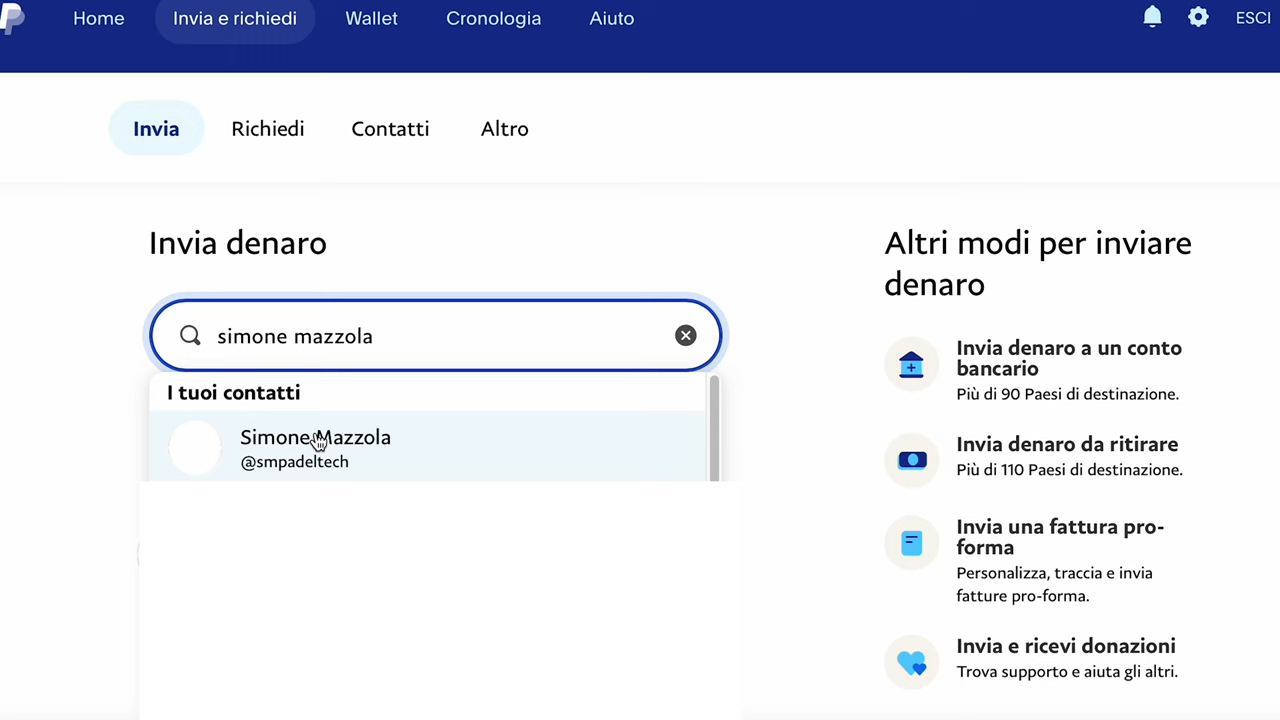 Home Invia e richiedi Wallet Cronologia Aiuto ESCI
Invia Richiedi Contatti Altro
Invia denaro
simone mazzola
I tuoi contatti
Simone Mazzola
@smpadeltech
Altri modi per inviare
denaro
Invia denaro a un conto
bancario
Più di 90 Paesi di destinazione.
Invia denaro da ritirare
Più di 110 Paesi di destinazione.
Invia una fattura pro-
forma
Personalizza, traccia e invia
fatture pro-forma.
Invia e ricevi donazioni
Trova supporto e aiuta gli altri.